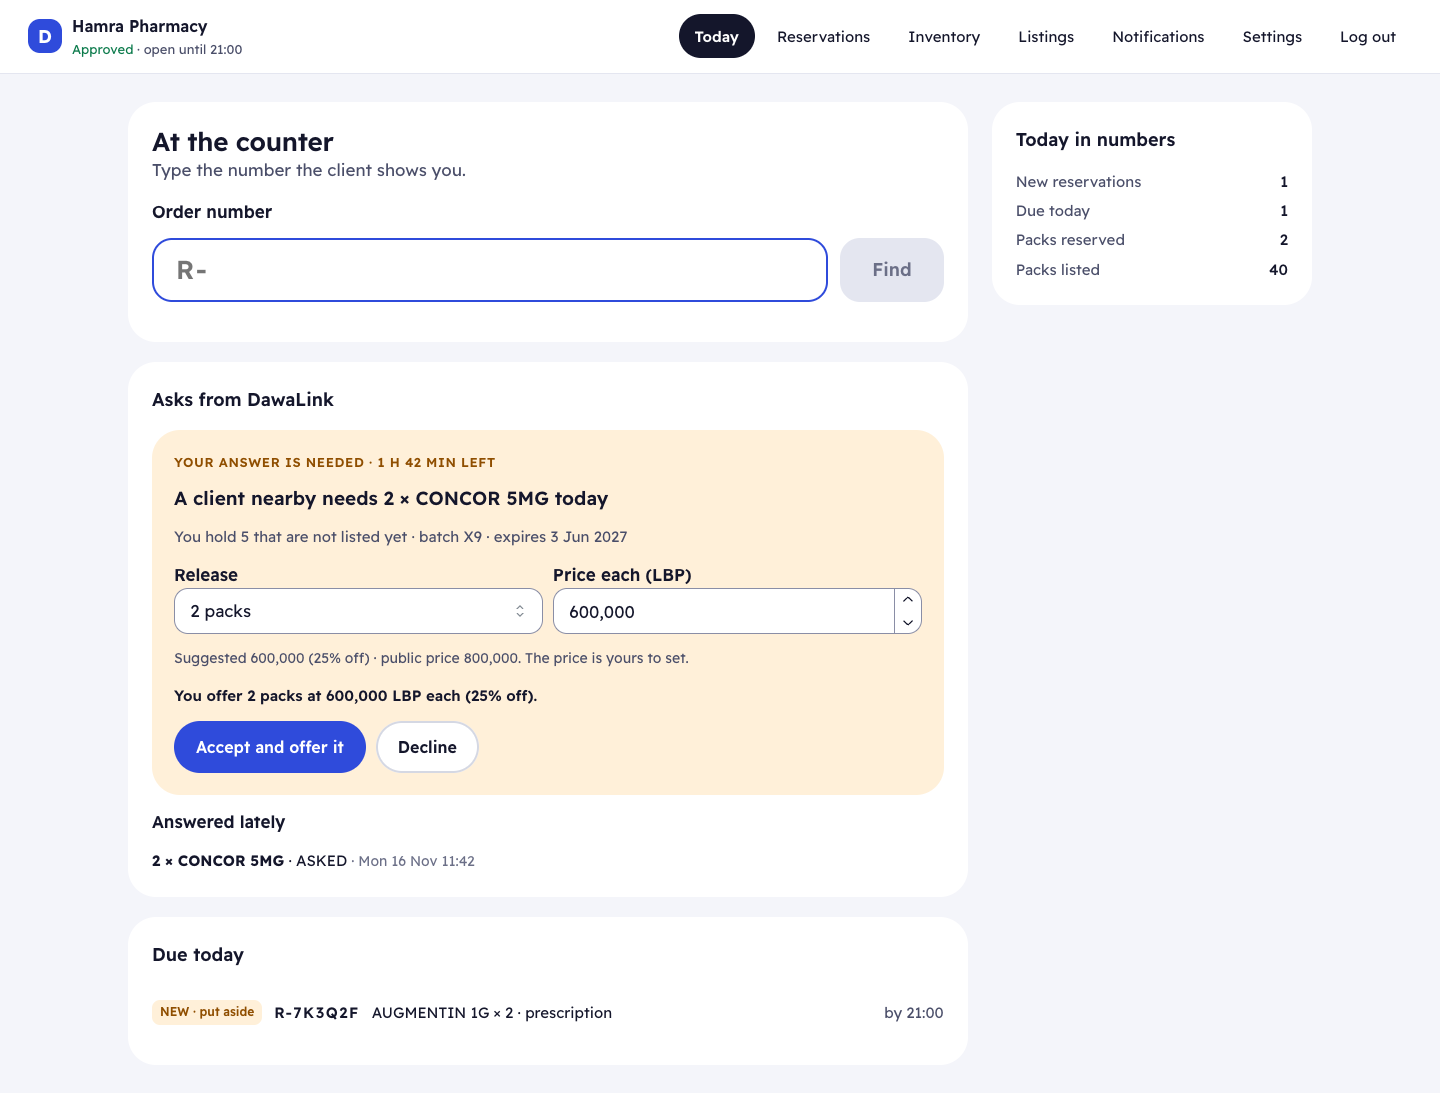 D
Hamra Pharmacy
Approved · open until 21:00
Today
Reservations
Inventory
Listings
Notifications
Settings
Log out
At the counter
Type the number the client shows you.
Order number
R-
Find
Today in numbers
New reservations 1
Due today 1
Packs reserved 2
Packs listed 40
Asks from DawaLink
YOUR ANSWER IS NEEDED · 1 H 42 MIN LEFT
A client nearby needs 2 × CONCOR 5MG today
You hold 5 that are not listed yet · batch X9 · expires 3 Jun 2027
Release
2 packs
Price each (LBP)
600,000
Suggested 600,000 (25% off) · public price 800,000. The price is yours to set.
You offer 2 packs at 600,000 LBP each (25% off).
Accept and offer it
Decline
Answered lately
2 × CONCOR 5MG · ASKED · Mon 16 Nov 11:42
Due today
NEW · put aside R-7K3Q2F AUGMENTIN 1G × 2 · prescription by 21:00